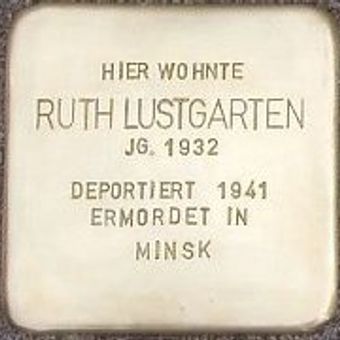 HIER WOHNTE
RUTH LUSTGARTEN
JG. 1932
DEPORTIERT 1941
ERMORDET IN
MINSK